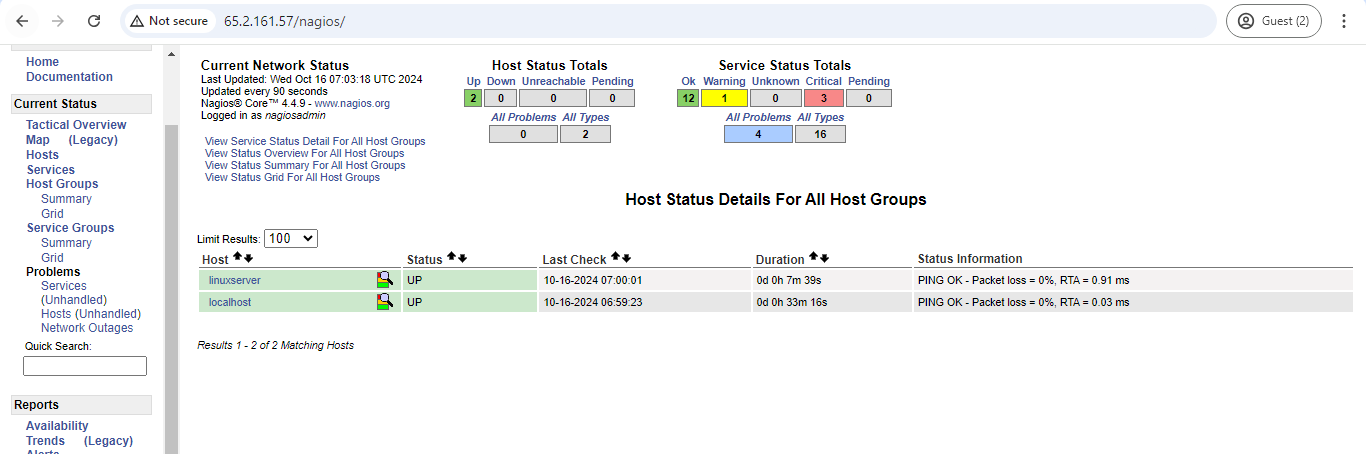 Not secure 65.2.161.57/nagios/ Guest (2)
Home
Documentation
Current Status
Tactical Overview
Map (Legacy)
Hosts
Services
Host Groups
Summary
Grid
Service Groups
Summary
Grid
Problems
Services
(Unhandled)
Hosts (Unhandled)
Network Outages
Quick Search:
Reports
Availability
Trends (Legacy)
Alerts
Current Network Status
Last Updated: Wed Oct 16 07:03:18 UTC 2024
Updated every 90 seconds
Nagios® Core™ 4.4.9 - www.nagios.org
Logged in as nagiosadmin
View Service Status Detail For All Host Groups
View Status Overview For All Host Groups
View Status Summary For All Host Groups
View Status Grid For All Host Groups
Host Status Totals
Up Down Unreachable Pending
2 0 0 0
All Problems All Types
0 2
Service Status Totals
Ok Warning Unknown Critical Pending
12 1 0 3 0
All Problems All Types
4 16
Host Status Details For All Host Groups
Limit Results: 100
Host Status Last Check Duration Status Information
linuxserver UP 10-16-2024 07:00:01 0d 0h 7m 39s PING OK - Packet loss = 0%, RTA = 0.91 ms
localhost UP 10-16-2024 06:59:23 0d 0h 33m 16s PING OK - Packet loss = 0%, RTA = 0.03 ms
Results 1 - 2 of 2 Matching Hosts